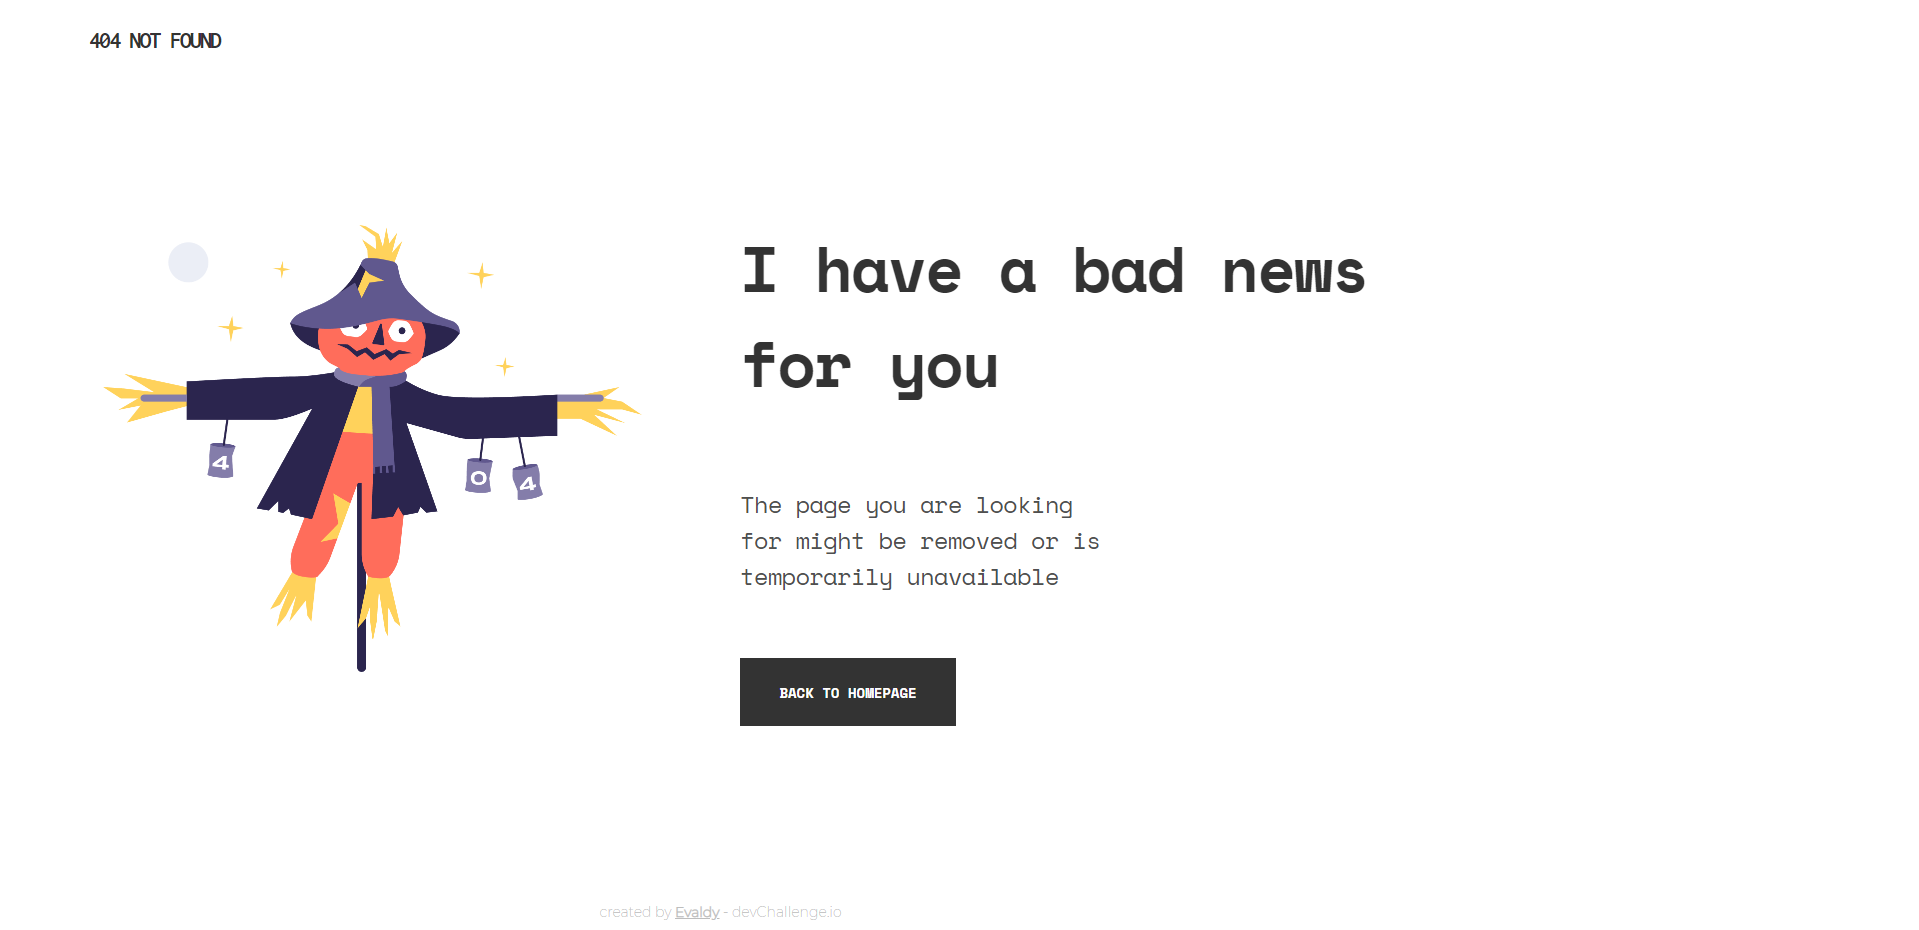 404 NOT FOUND
I have a bad news
for you
4
0
4
The page you are looking
for might be removed or is
temporarily unavailable
BACK TO HOMEPAGE
created by Evaldy - devChallenge.io